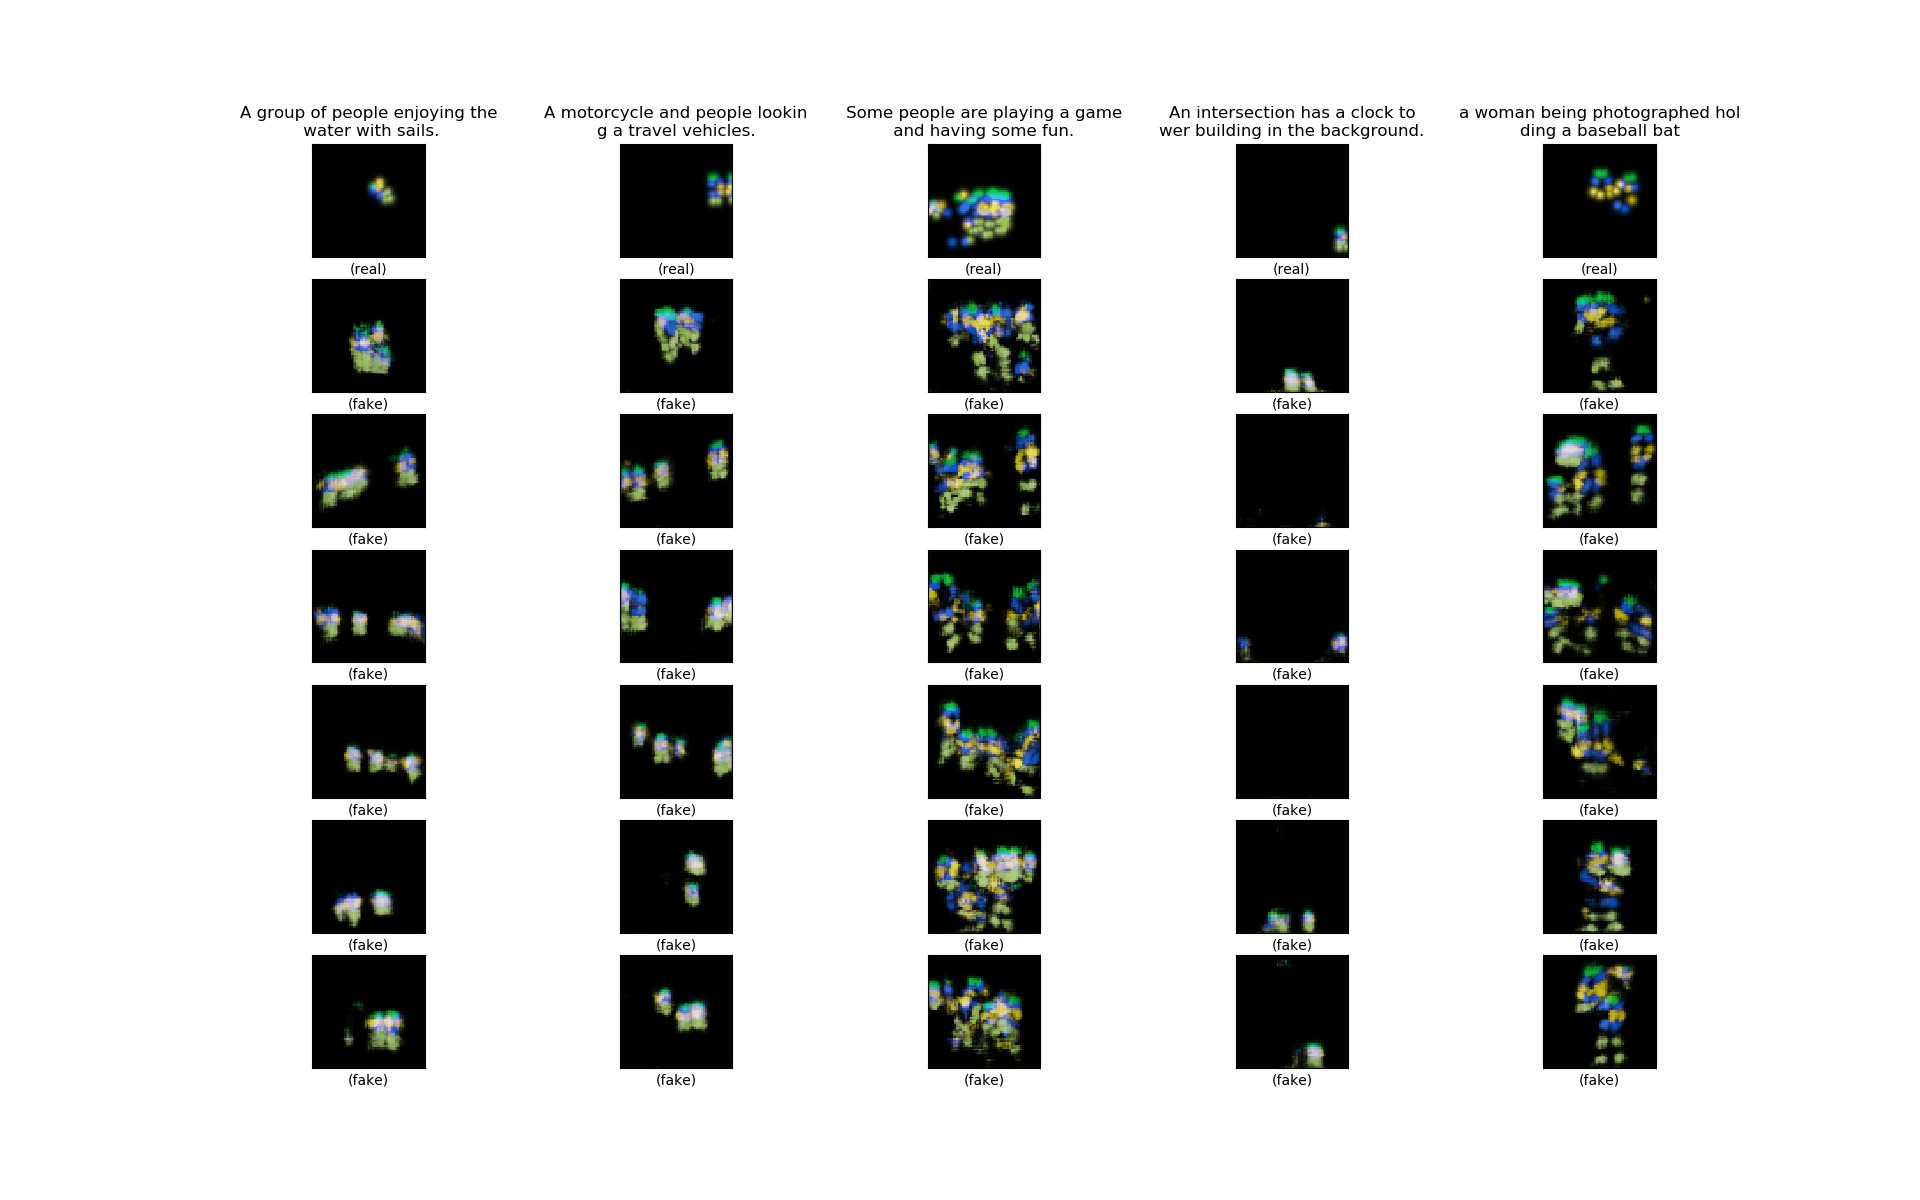 A group of people enjoying the
water with sails.
A motorcycle and people lookin
g a travel vehicles.
Some people are playing a game
and having some fun.
An intersection has a clock to
wer building in the background.
a woman being photographed hol
ding a baseball bat
(real) (real) (real) (real) (real)
(fake) (fake) (fake) (fake) (fake)
(fake) (fake) (fake) (fake) (fake)
(fake) (fake) (fake) (fake) (fake)
(fake) (fake) (fake) (fake) (fake)
(fake) (fake) (fake) (fake) (fake)
(fake) (fake) (fake) (fake) (fake)